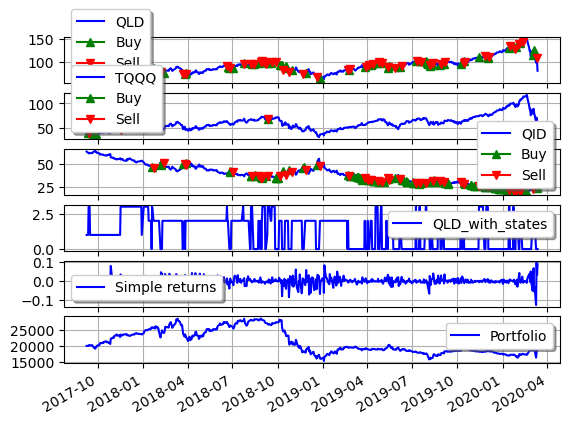 QLD
Buy
Sell
150
100
TQQQ
Buy
Sell
100
50
QID
Buy
Sell
50
25
QLD_with_states
2.5
0.0
Simple returns
0.1
0.0
−0.1
Portfolio
25000
20000
15000
2017-10
2018-01
2018-04
2018-07
2018-10
2019-01
2019-04
2019-07
2019-10
2020-01
2020-04